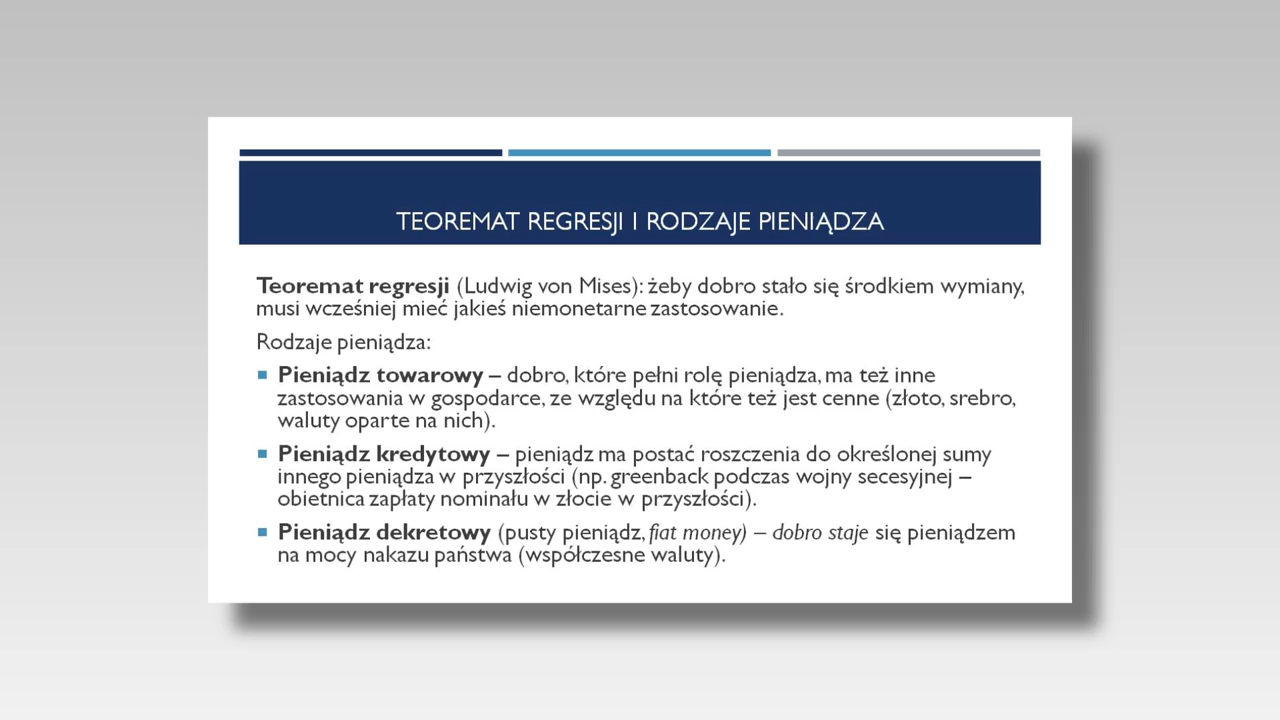 TEOREMAT REGRESJI I RODZAJE PIENIĄDZA
Teoremat regresji (Ludwig von Mises): żeby dobro stało się środkiem wymiany,
musi wcześniej mieć jakieś niemonetarne zastosowanie.
Rodzaje pieniądza:
Pieniądz towarowy – dobro, które pełni rolę pieniądza, ma też inne
zastosowania w gospodarce, ze względu na które też jest cenne (złoto, srebro,
waluty oparte na nich).
Pieniądz kredytowy – pieniądz ma postać roszczenia do określonej sumy
innego pieniądza w przyszłości (np. greenback podczas wojny secesyjnej –
obietnica zapłaty nominału w złocie w przyszłości).
Pieniądz dekretowy (pusty pieniądz, fiat money) – dobro staje się pieniądzem
na mocy nakazu państwa (współczesne waluty).